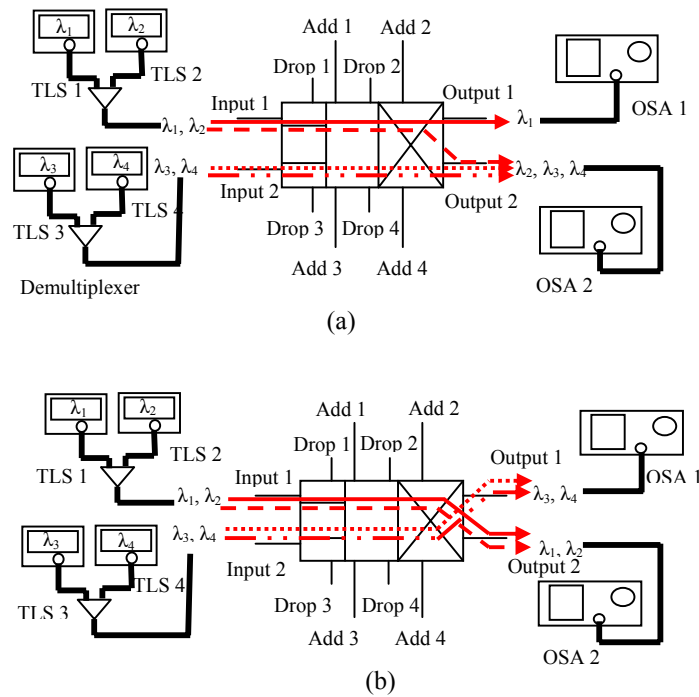 λ1 λ2
TLS 1
TLS 2
λ1, λ2
λ3 λ4
λ3, λ4
TLS 3
TLS 4
Demultiplexer
Add 1 Add 2
Drop 1 Drop 2
Input 1
Output 1
λ1
OSA 1
λ2, λ3, λ4
Input 2
Output 2
Drop 3 Drop 4
Add 3 Add 4
OSA 2
(a)
λ1 λ2
TLS 1
TLS 2
λ1, λ2
λ3 λ4
λ3, λ4
TLS 3
TLS 4
Add 1 Add 2
Drop 1 Drop 2
Input 1
Output 1
λ3, λ4
OSA 1
λ1, λ2
Input 2
Output 2
Drop 3 Drop 4
Add 3 Add 4
OSA 2
(b)